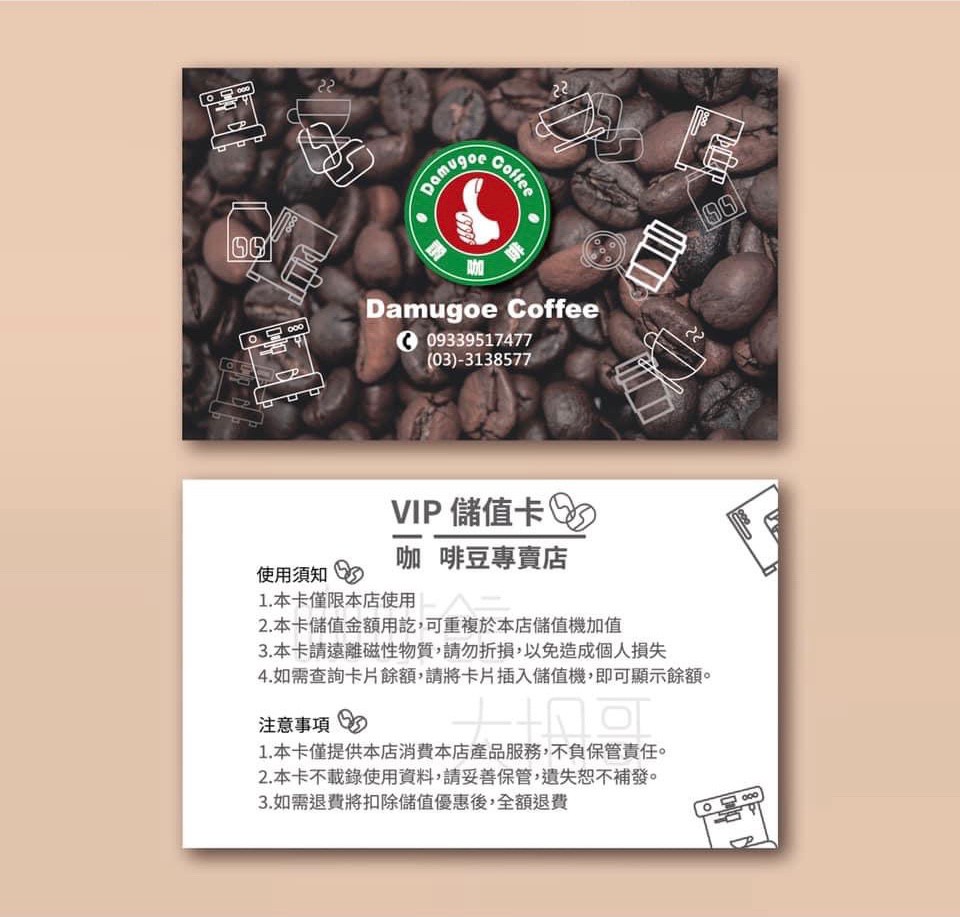 Damugoe Coffee
讚 咖 啡
Damugoe Coffee
09339517477
(03)-3138577
VIP 儲值卡
咖 啡豆專賣店
使用須知
1.本卡僅限本店使用
2.本卡儲值金額用訖,可重複於本店儲值機加值
3.本卡請遠離磁性物質,請勿折損,以免造成個人損失
4.如需查詢卡片餘額,請將卡片插入儲值機,即可顯示餘額。
咖啡館
大拇哥
注意事項
1.本卡僅提供本店消費本店產品服務,不負保管責任。
2.本卡不載錄使用資料,請妥善保管,遺失恕不補發。
3.如需退費將扣除儲值優惠後,全額退費